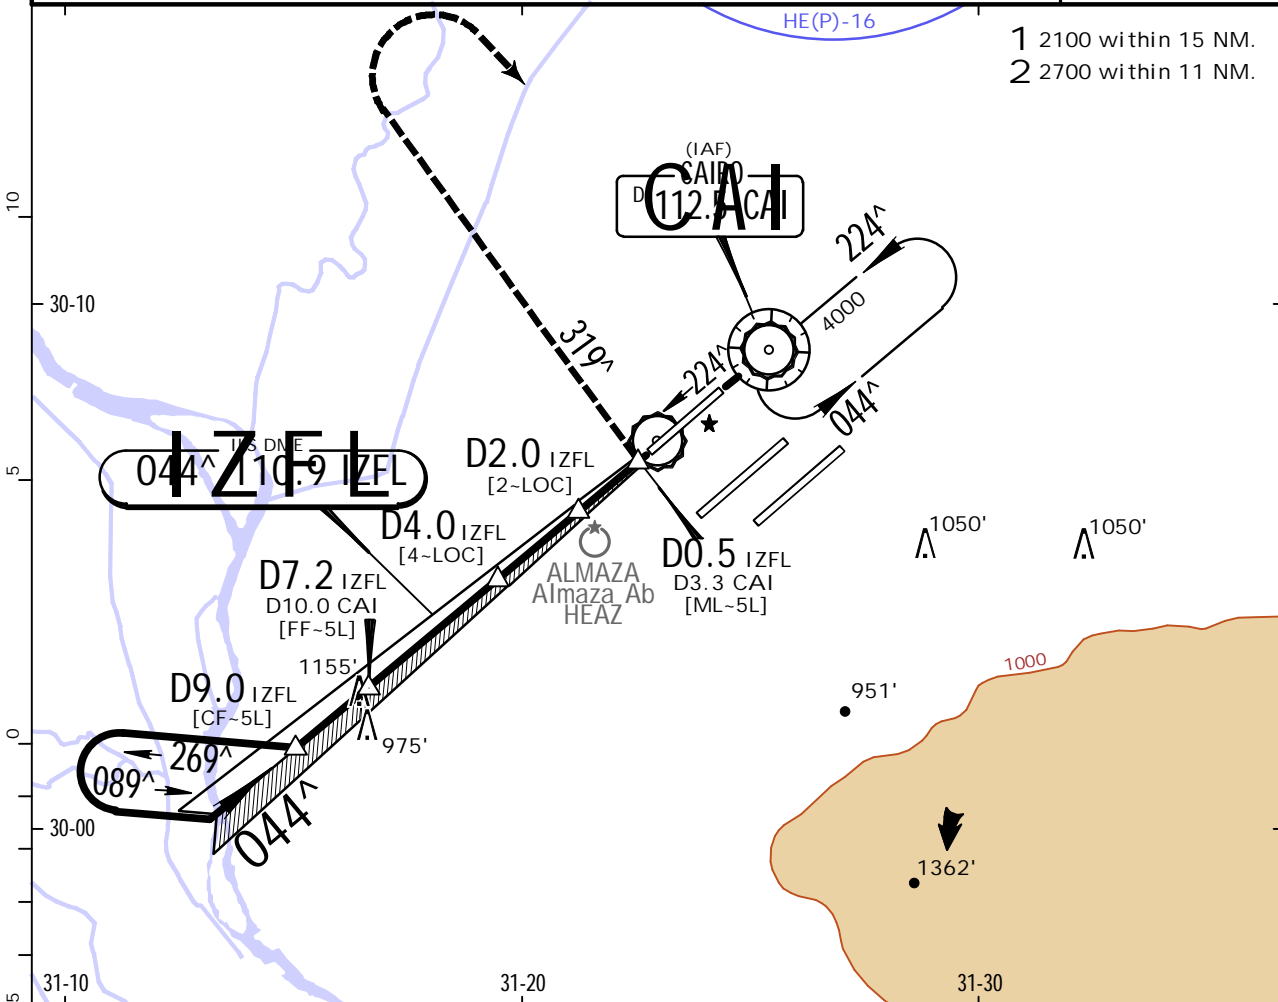 HE(P)-16
1 2100 within 15 NM.
2 2700 within 11 NM.
(IAF)
CAIRO
D 112.5 CAI
CAI
10
224^
30-10
4000
319^
224^
044^
ILS DME
044^ 110.9 IZFL
IZFL
D2.0 IZFL
[2~LOC]
5
D4.0 IZFL
[4~LOC]
1050'
1050'
D0.5 IZFL
D3.3 CAI
[ML~5L]
ALMAZA
Almaza Ab
HEAZ
D7.2 IZFL
D10.0 CAI
[FF~5L]
1155'
1000
D9.0 IZFL
[CF~5L]
951'
975'
0
269^
089^
044^
30-00
1362'
31-10
31-20
31-30
5